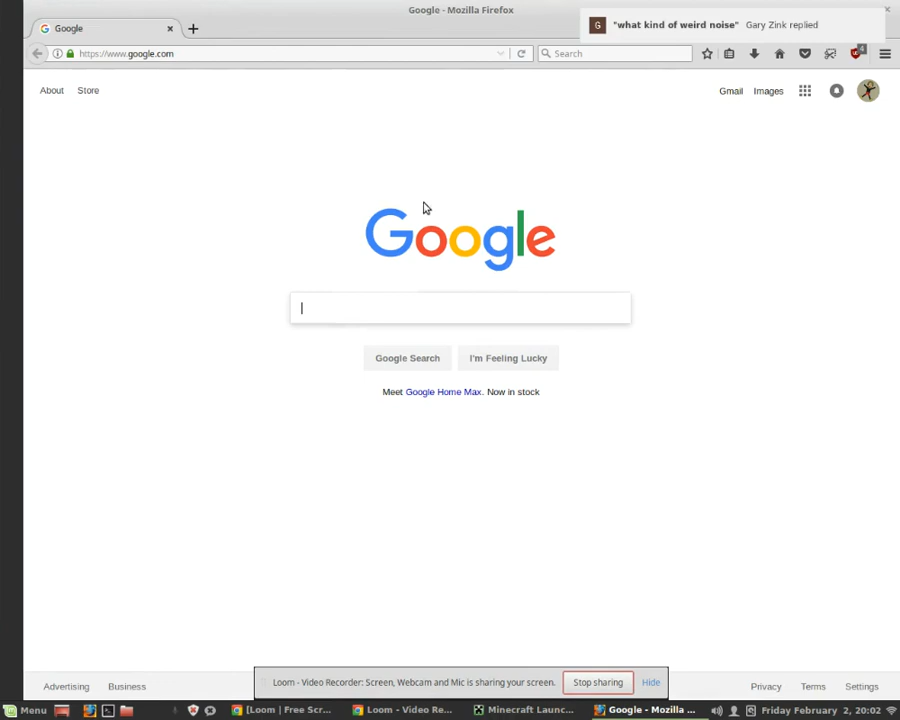 Google - Mozilla Firefox
Google
G "what kind of weird noise" Gary Zink replied
https://www.google.com
Search
4
About Store
Gmail Images
Google
Google Search I'm Feeling Lucky
Meet Google Home Max. Now in stock
Loom - Video Recorder: Screen, Webcam and Mic is sharing your screen. Stop sharing Hide
Advertising Business
Privacy Terms Settings
Menu [Loom | Free Scr... Loom - Video Re... Minecraft Launc... Google - Mozilla ... Friday February 2, 20:02